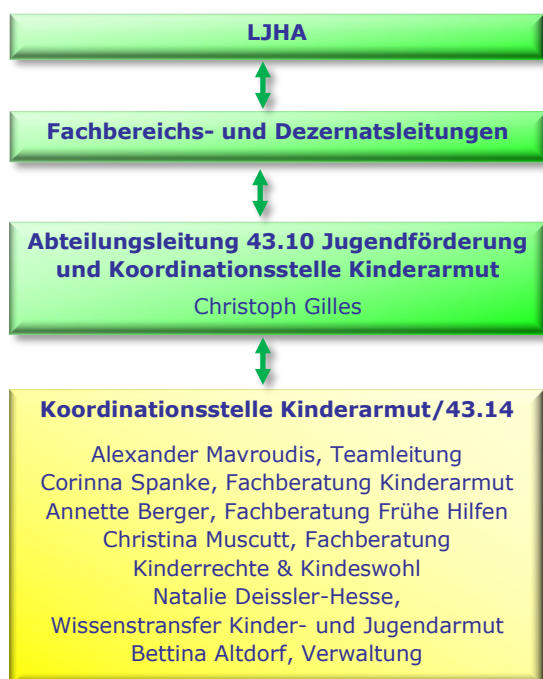 LJHA
Fachbereichs- und Dezernatsleitungen
Abteilungsleitung 43.10 Jugendförderung
und Koordinationsstelle Kinderarmut
Christoph Gilles
Koordinationsstelle Kinderarmut/43.14
Alexander Mavroudis, Teamleitung
Corinna Spanke, Fachberatung Kinderarmut
Annette Berger, Fachberatung Frühe Hilfen
Christina Muscutt, Fachberatung
Kinderrechte & Kindeswohl
Natalie Deissler-Hesse,
Wissenstransfer Kinder- und Jugendarmut
Bettina Altdorf, Verwaltung